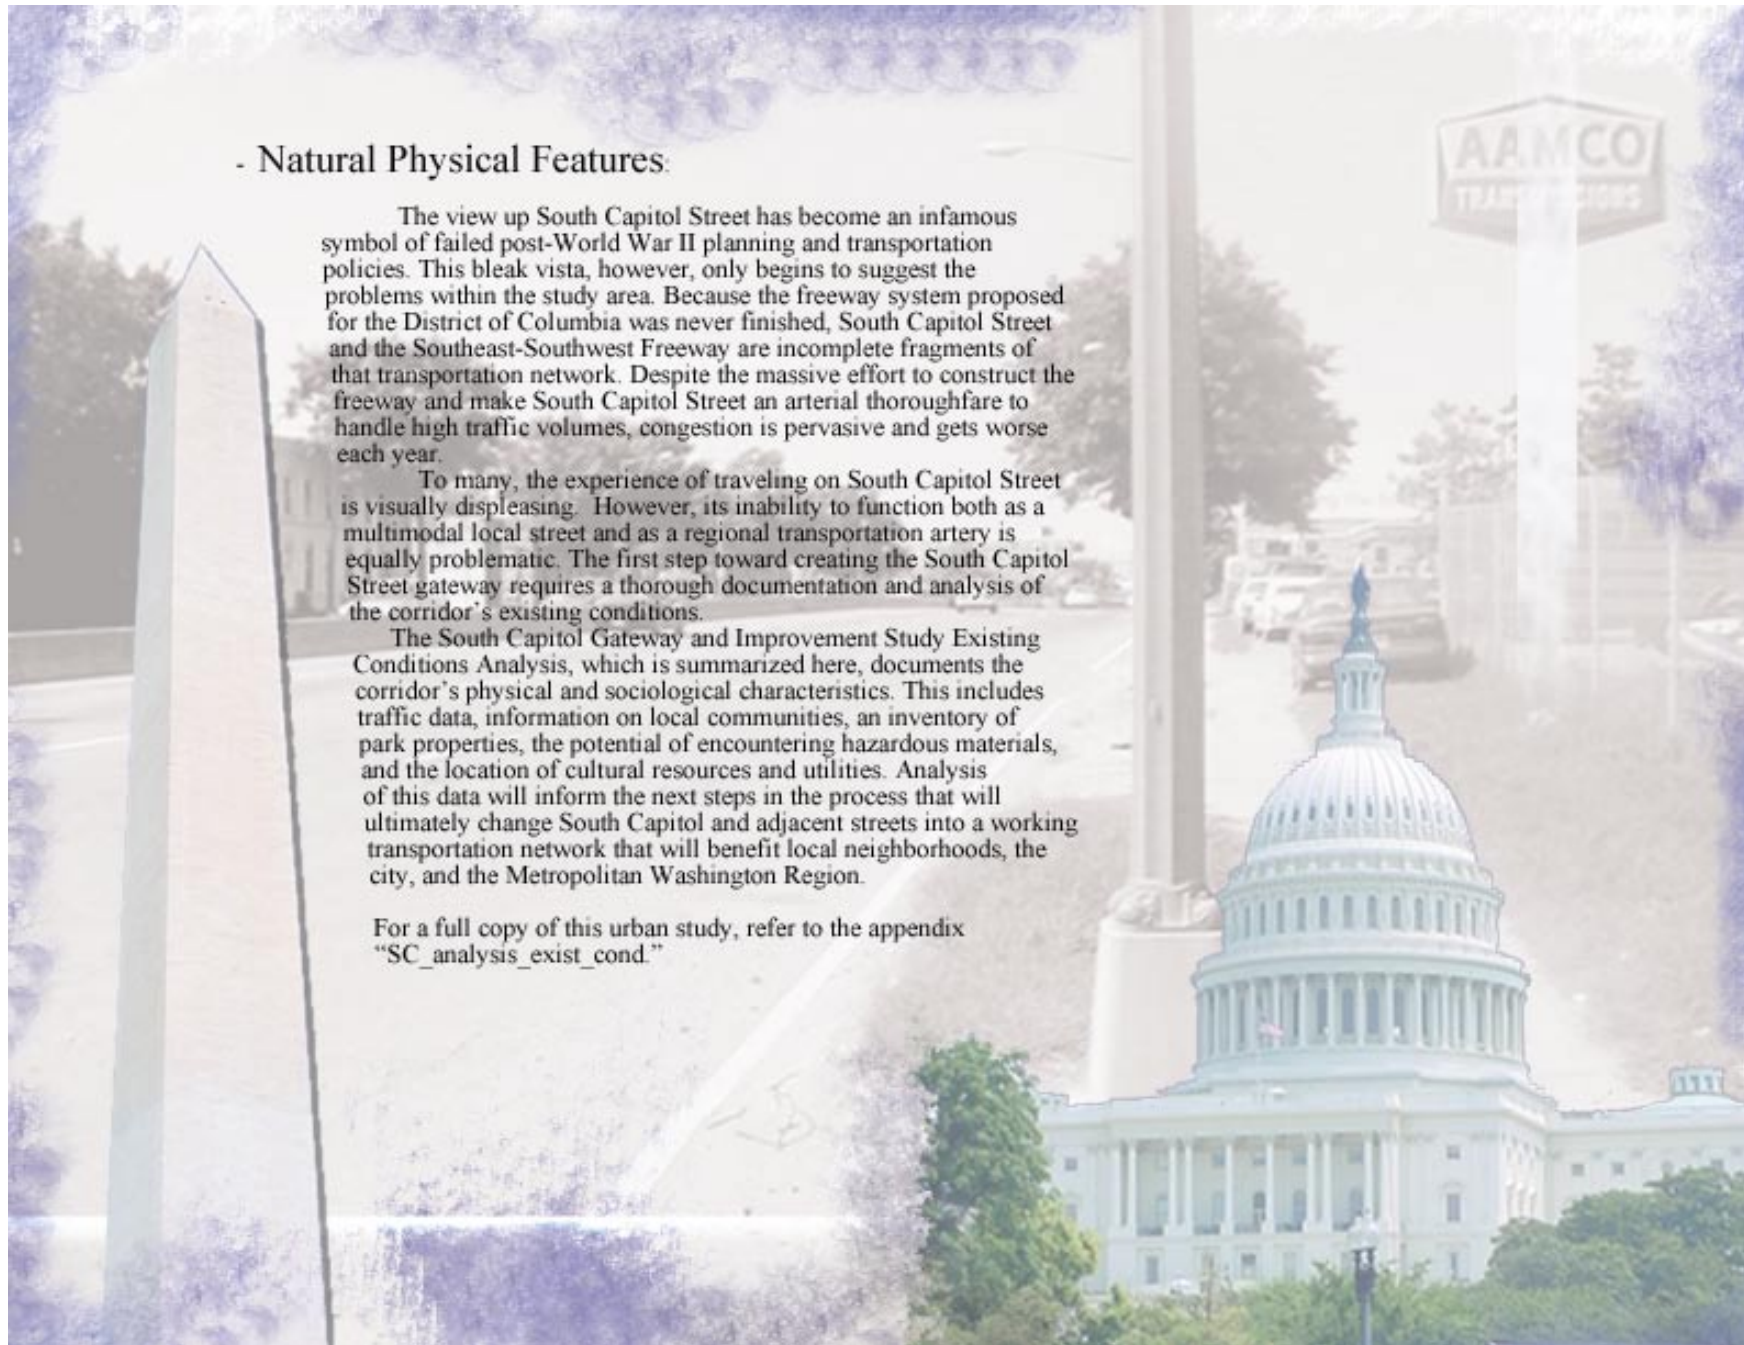 - Natural Physical Features:
The view up South Capitol Street has become an infamous
symbol of failed post-World War II planning and transportation
policies. This bleak vista, however, only begins to suggest the
problems within the study area. Because the freeway system proposed
for the District of Columbia was never finished, South Capitol Street
and the Southeast-Southwest Freeway are incomplete fragments of
that transportation network. Despite the massive effort to construct the
freeway and make South Capitol Street an arterial thoroughfare to
handle high traffic volumes, congestion is pervasive and gets worse
each year.
To many, the experience of traveling on South Capitol Street
is visually displeasing.  However, its inability to function both as a
multimodal local street and as a regional transportation artery is
equally problematic. The first step toward creating the South Capitol
Street gateway requires a thorough documentation and analysis of
the corridor's existing conditions.
The South Capitol Gateway and Improvement Study Existing
Conditions Analysis, which is summarized here, documents the
corridor's physical and sociological characteristics. This includes
traffic data, information on local communities, an inventory of
park properties, the potential of encountering hazardous materials,
and the location of cultural resources and utilities. Analysis
of this data will inform the next steps in the process that will
ultimately change South Capitol and adjacent streets into a working
transportation network that will benefit local neighborhoods, the
city, and the Metropolitan Washington Region.
For a full copy of this urban study, refer to the appendix
“SC_analysis_exist_cond.”
AAMCO